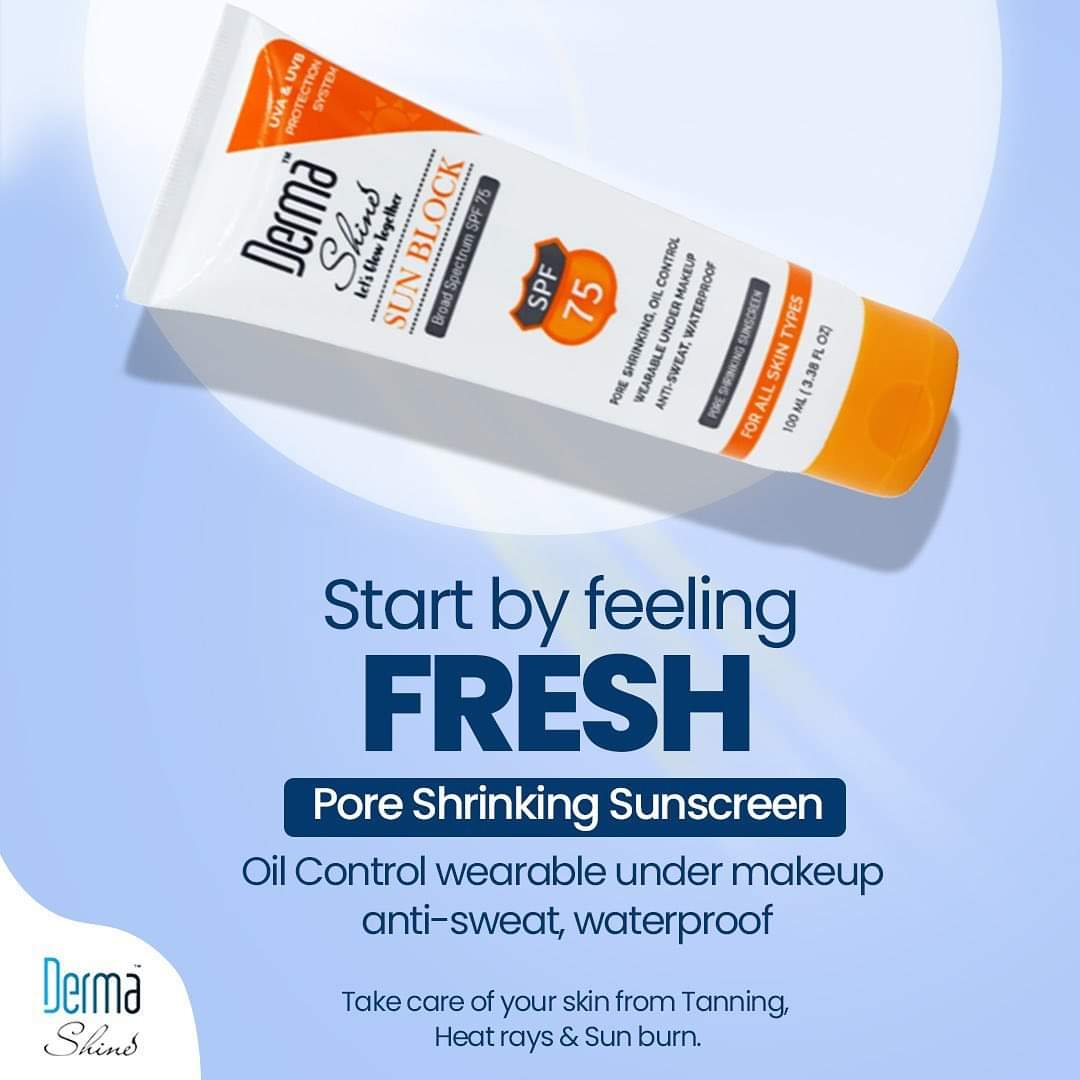 UVA & UVB
PROTECTION
SYSTEM
Derma™
Shine
Let's Glow Together
SUN BLOCK
Broad Spectrum SPF 75
SPF
75
PORE SHRINKING, OIL CONTROL
WEARABLE UNDER MAKEUP
ANTI-SWEAT, WATERPROOF
PORE SHRINKING SUNSCREEN
FOR ALL SKIN TYPES
100 ML ( 3.38 FL OZ)
Start by feeling
FRESH
Pore Shrinking Sunscreen
Oil Control wearable under makeup
anti-sweat, waterproof
Take care of your skin from Tanning,
Heat rays & Sun burn.
Derma™
Shine